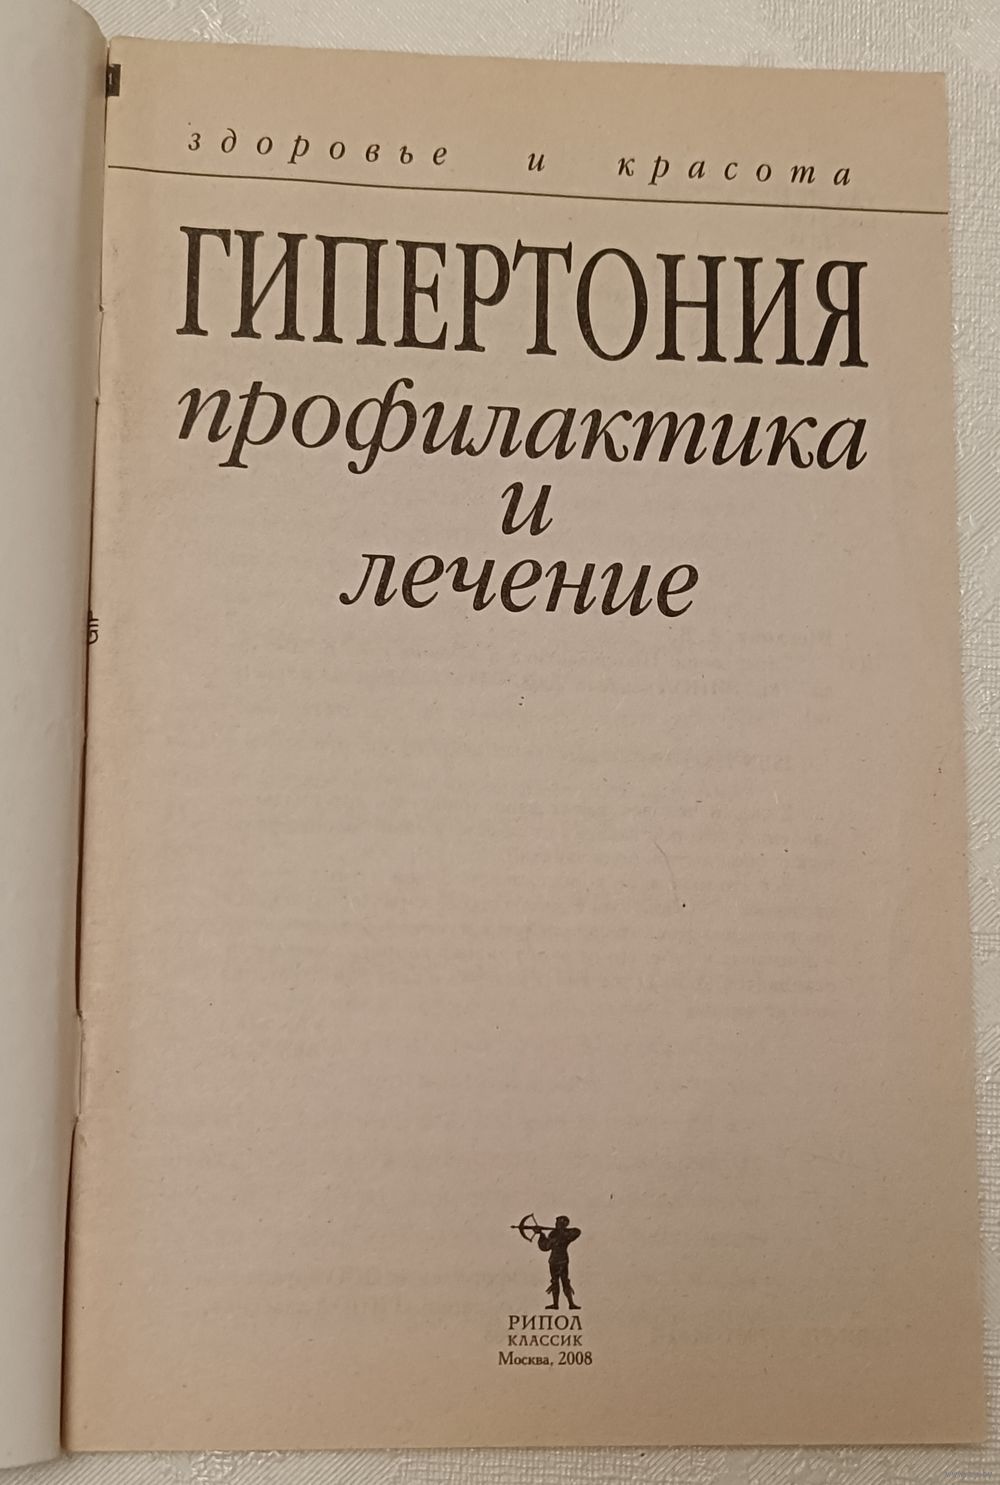 здоровье и красота
ГИПЕРТОНИЯ
профилактика
и
лечение
РИПОЛ
КЛАССИК
Москва, 2008